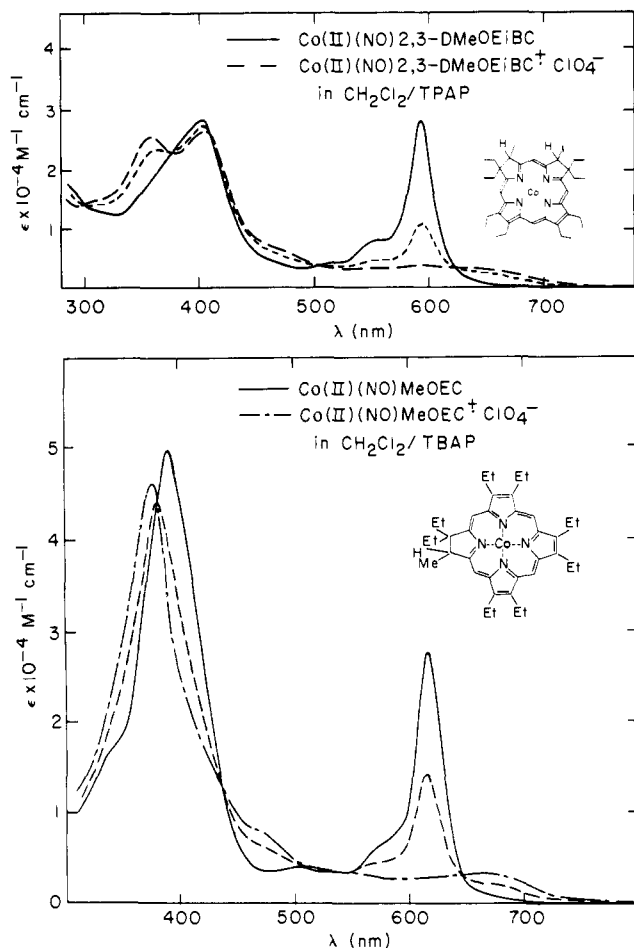 Co(II)(NO)2,3-DMeOEiBC
Co(II)(NO)2,3-DMeOEiBC⁺· ClO₄⁻
in CH₂Cl₂/TPAP
ε x 10⁻⁴ M⁻¹ cm⁻¹
4
3
2
1
0
H
H
N
N
Co
N
N
300
400
500
600
700
λ (nm)
Co(II)(NO)MeOEC
Co(II)(NO)MeOEC⁺· ClO₄⁻
in CH₂Cl₂/TBAP
ε x 10⁻⁴ M⁻¹ cm⁻¹
5
4
3
2
1
0
Et
Et
Et
Et
H
Me
N
N
Co
N
N
Et
Et
Et
Et
400
500
600
700
λ (nm)